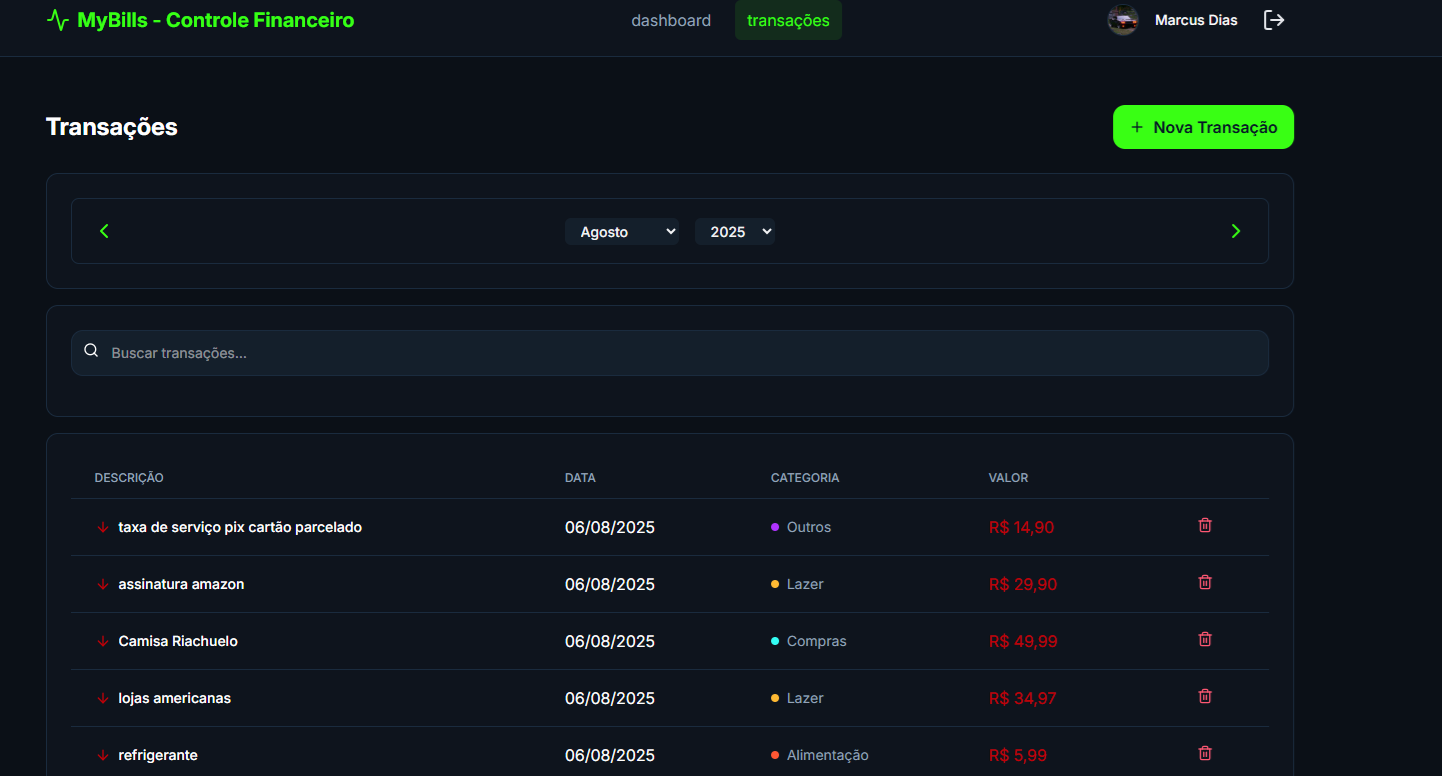 MyBills - Controle Financeiro dashboard transações Marcus Dias
Transações + Nova Transação
Agosto 2025
Buscar transações...
DESCRIÇÃO DATA CATEGORIA VALOR
taxa de serviço pix cartão parcelado 06/08/2025 Outros R$ 14,90
assinatura amazon 06/08/2025 Lazer R$ 29,90
Camisa Riachuelo 06/08/2025 Compras R$ 49,99
lojas americanas 06/08/2025 Lazer R$ 34,97
refrigerante 06/08/2025 Alimentação R$ 5,99